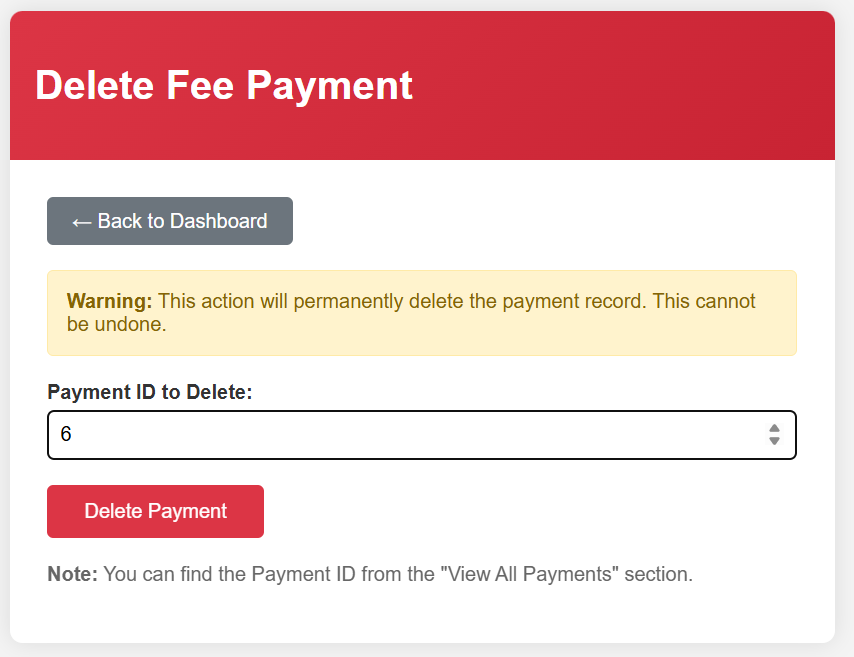 Delete Fee Payment
← Back to Dashboard
Warning: This action will permanently delete the payment record. This cannot
be undone.
Payment ID to Delete:
6
Delete Payment
Note: You can find the Payment ID from the "View All Payments" section.